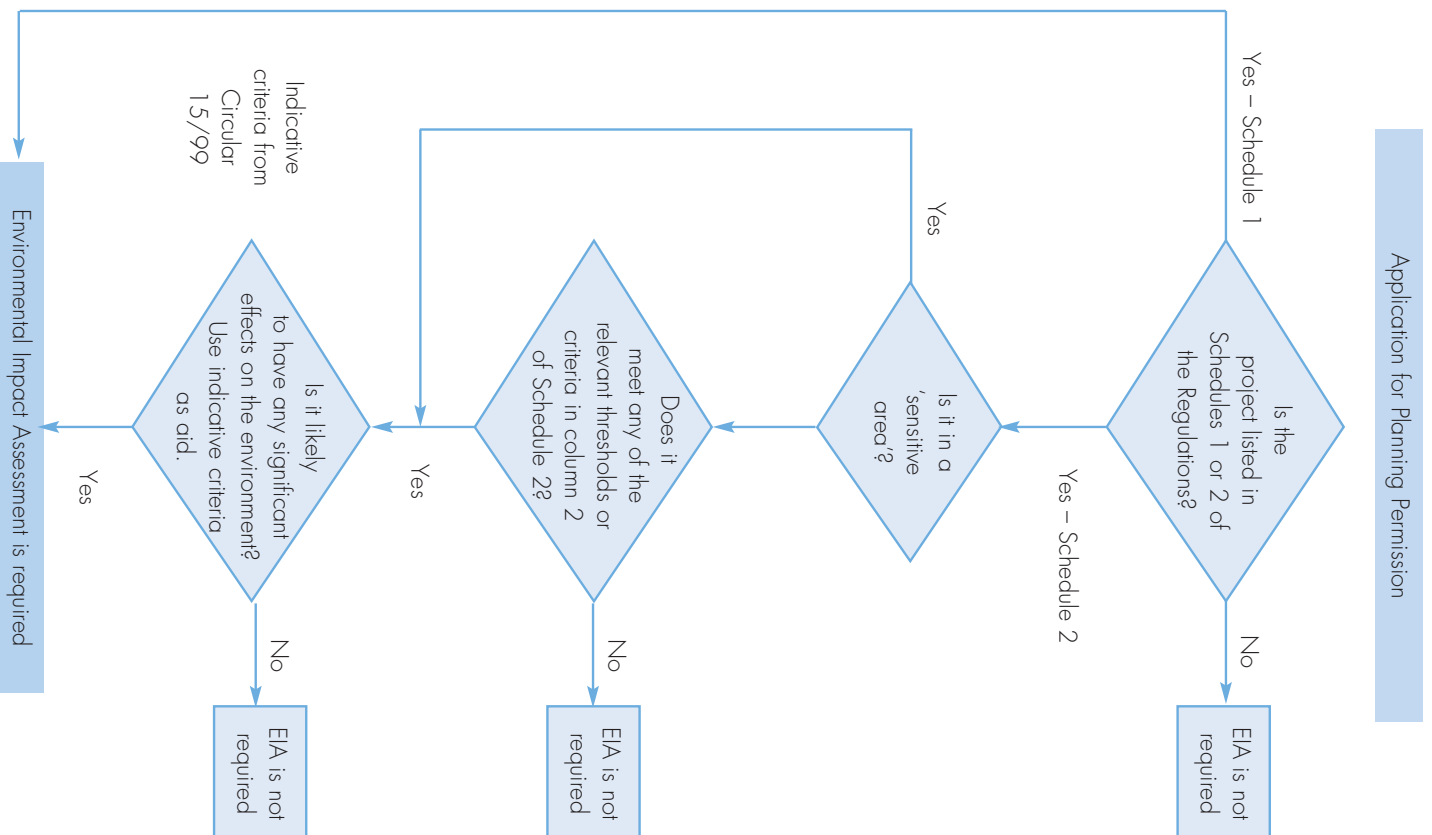 Application for Planning Permission
Is the
project listed in
Schedules 1 or 2 of
the Regulations?
No
EIA is not
required
Yes – Schedule 1
Yes – Schedule 2
Is it in a
‘sensitive
area’?
Yes
Does it
meet any of the
relevant thresholds or
criteria in column 2
of Schedule 2?
No
EIA is not
required
Yes
Indicative
criteria from
Circular
15/99
Is it likely
to have any significant
effects on the environment?
Use indicative criteria
as aid.
No
EIA is not
required
Yes
Environmental Impact Assessment is required